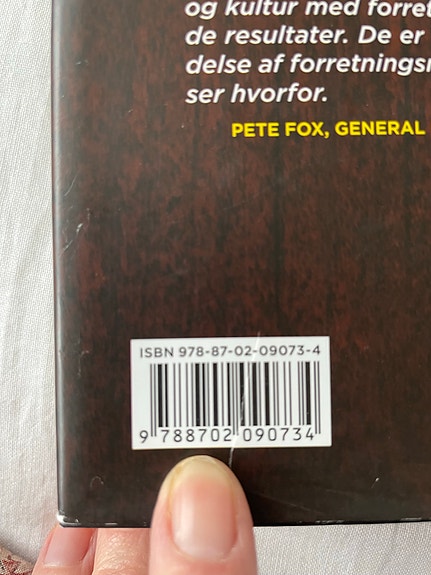 og kultur med forret
de resultater. De er
delse af forretningsr
ser hvorfor.
PETE FOX, GENERAL
ISBN 978-87-02-09073-4
9 788702 090734